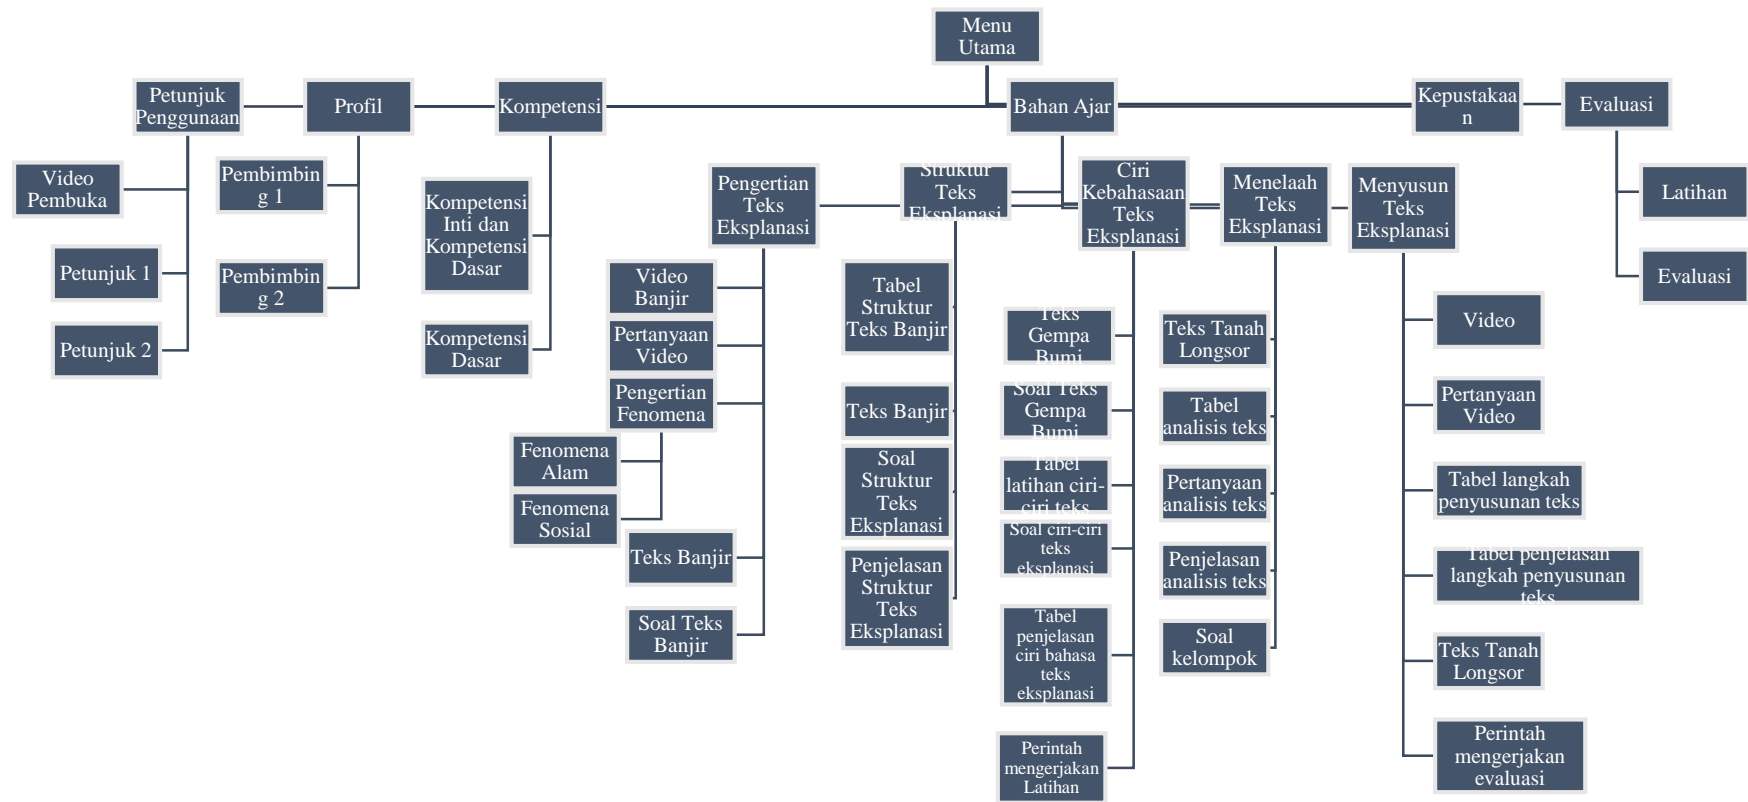 Menu
Utama
Petunjuk
Penggunaan
Profil
Kompetensi
Bahan Ajar
Kepustakaa
n
Evaluasi
Video
Pembuka
Petunjuk 1
Petunjuk 2
Pembimbin
g 1
Pembimbin
g 2
Kompetensi
Inti dan
Kompetensi
Dasar
Kompetensi
Dasar
Pengertian
Teks
Eksplanasi
Video
Banjir
Pertanyaan
Video
Pengertian
Fenomena
Fenomena
Alam
Fenomena
Sosial
Teks Banjir
Soal Teks
Banjir
Struktur
Teks
Eksplanasi
Tabel
Struktur
Teks Banjir
Teks Banjir
Soal
Struktur
Teks
Eksplanasi
Penjelasan
Struktur
Teks
Eksplanasi
Ciri
Kebahasaan
Teks
Eksplanasi
Teks
Gempa
Bumi
Soal Teks
Gempa
Bumi
Tabel
latihan ciri-
ciri teks
Soal ciri-ciri
teks
eksplanasi
Tabel
penjelasan
ciri bahasa
teks
eksplanasi
Perintah
mengerjakan
Latihan
Menelaah
Teks
Eksplanasi
Teks Tanah
Longsor
Tabel
analisis teks
Pertanyaan
analisis teks
Penjelasan
analisis teks
Soal
kelompok
Menyusun
Teks
Eksplanasi
Video
Pertanyaan
Video
Tabel langkah
penyusunan teks
Tabel penjelasan
langkah penyusunan
teks
Teks Tanah
Longsor
Perintah
mengerjakan
evaluasi
Latihan
Evaluasi